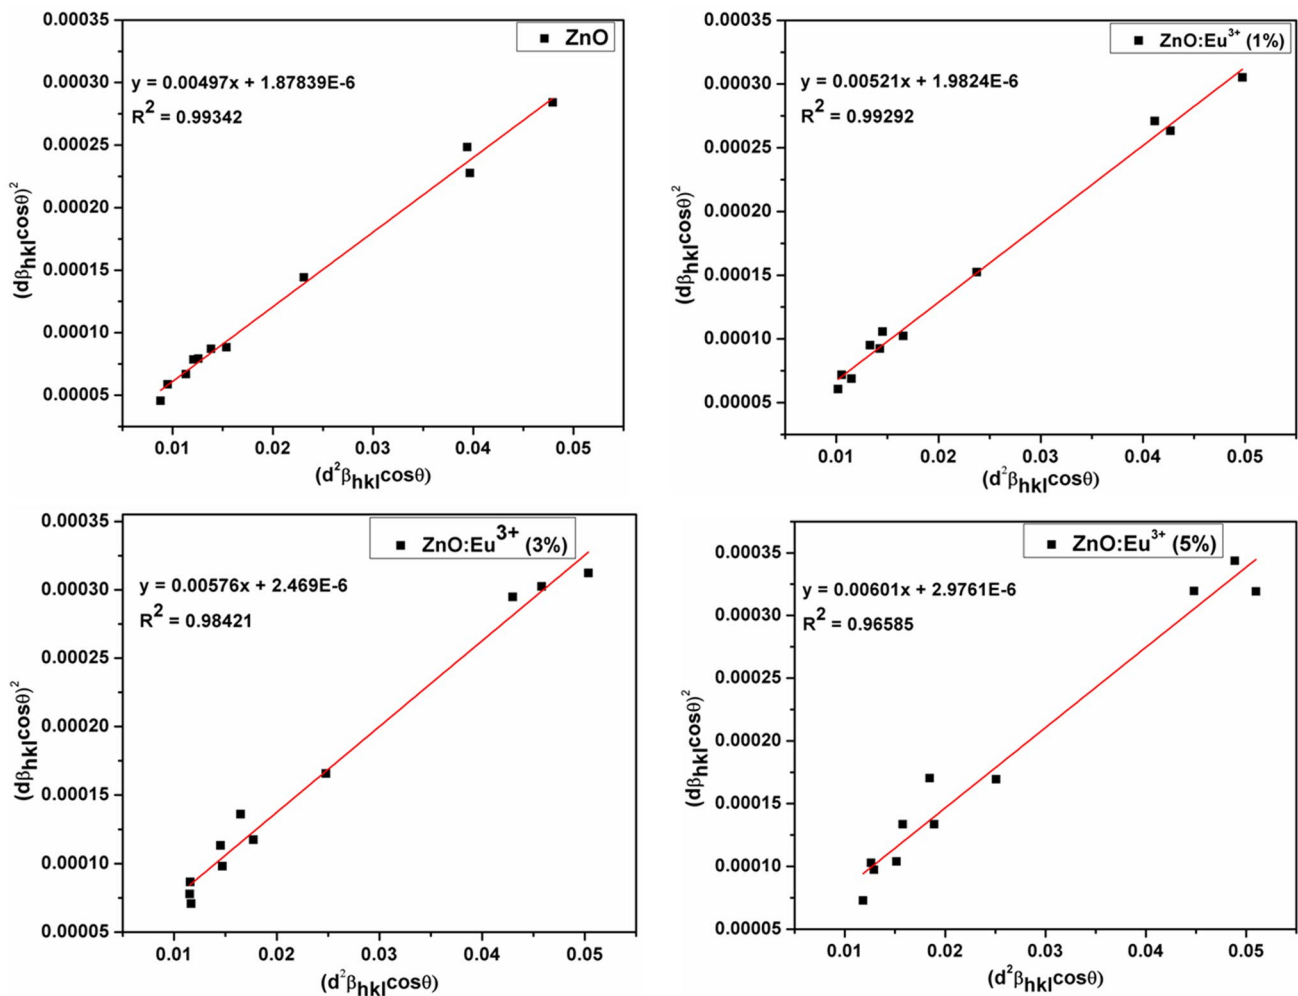 ZnO
y = 0.00497x + 1.87839E-6
R² = 0.99342
0.00035
0.00030
0.00025
0.00020
0.00015
0.00010
0.00005
(dβhklcosθ)²
0.01 0.02 0.03 0.04 0.05
(d²βhklcosθ)
ZnO:Eu³⁺ (1%)
y = 0.00521x + 1.9824E-6
R² = 0.99292
0.00035
0.00030
0.00025
0.00020
0.00015
0.00010
0.00005
(dβhklcosθ)²
0.01 0.02 0.03 0.04 0.05
(d²βhklcosθ)
ZnO:Eu³⁺ (3%)
y = 0.00576x + 2.469E-6
R² = 0.98421
0.00035
0.00030
0.00025
0.00020
0.00015
0.00010
0.00005
(dβhklcosθ)²
0.01 0.02 0.03 0.04 0.05
(d²βhklcosθ)
ZnO:Eu³⁺ (5%)
y = 0.00601x + 2.9761E-6
R² = 0.96585
0.00035
0.00030
0.00025
0.00020
0.00015
0.00010
0.00005
(dβhklcosθ)²
0.01 0.02 0.03 0.04 0.05
(d²βhklcosθ)